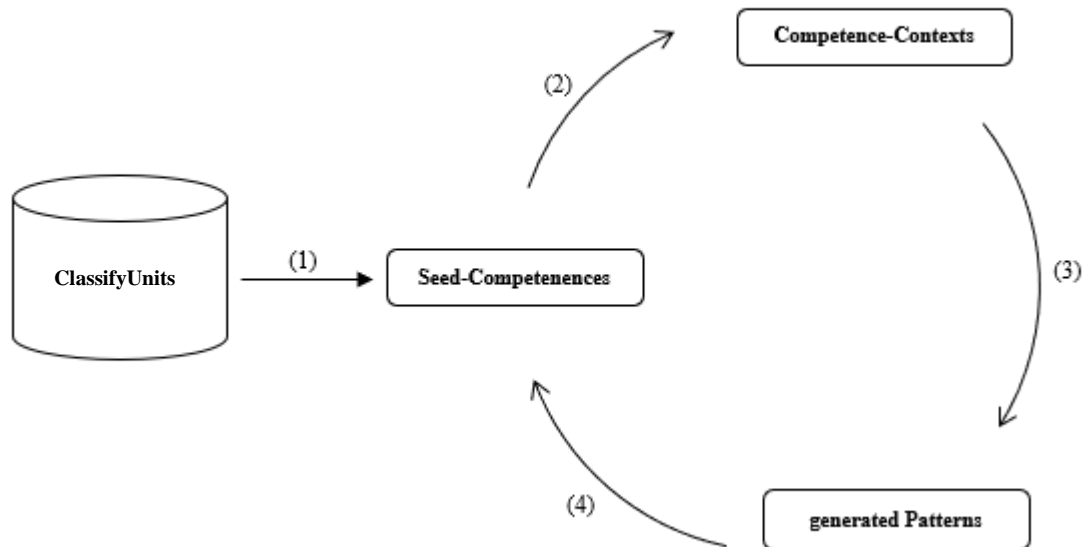 Competence-Contexts
(2)
ClassifyUnits
(1)
Seed-Competenences
(3)
(4)
generated Patterns